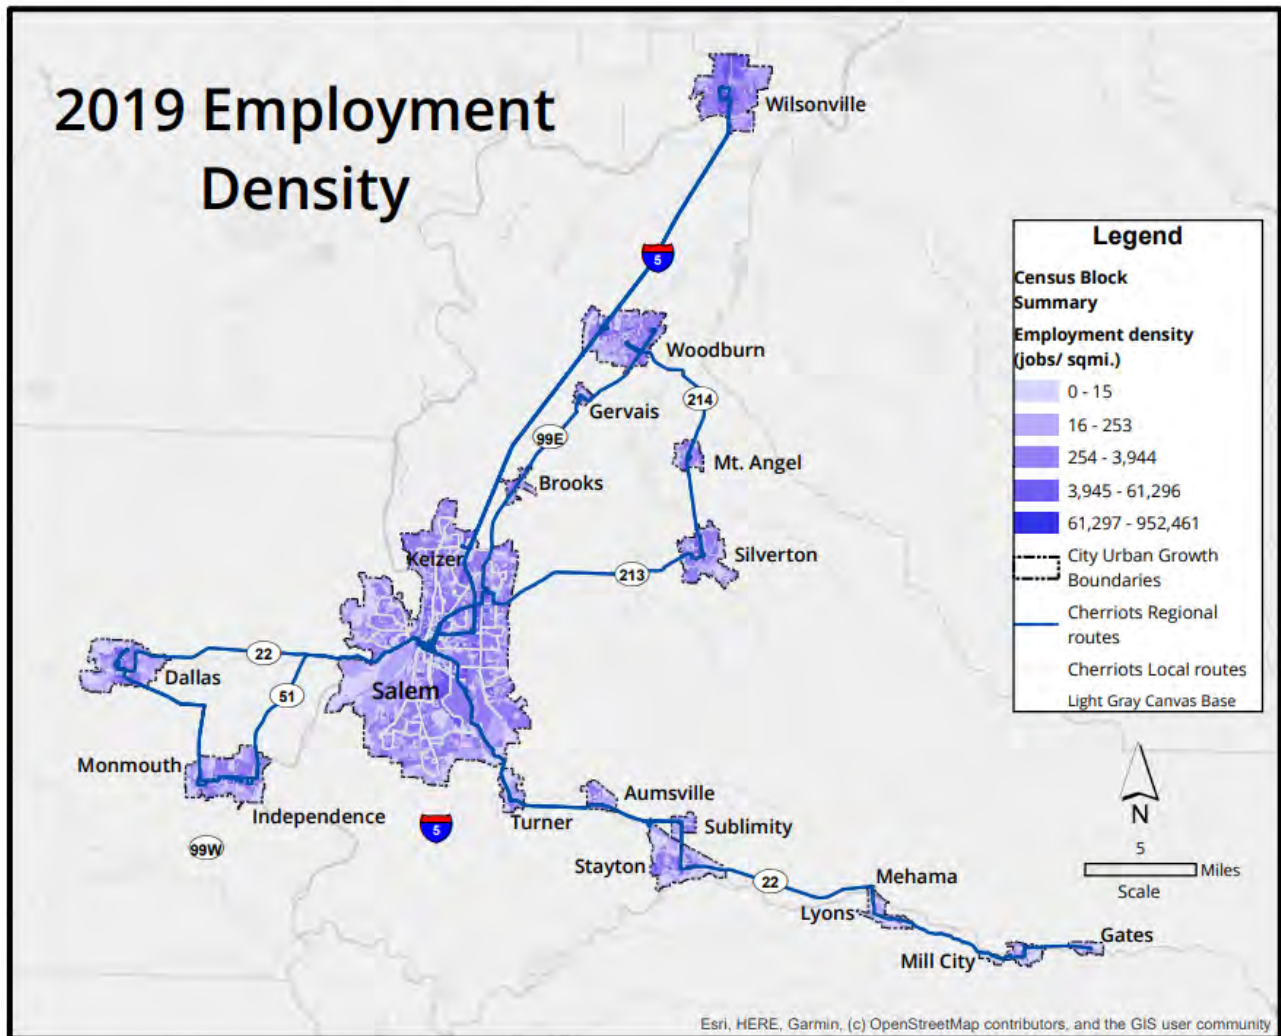 2019 Employment
Density
Wilsonville
5
Woodburn
214
Gervais
99E
Mt. Angel
Brooks
Keizer
Silverton
213
22
Dallas
51
Salem
Monmouth
Independence
99W
5
Turner
Aumsville
Sublimity
Stayton
22
Mehama
Lyons
Mill City
Gates
Legend
Census Block
Summary
Employment density
(jobs/ sqmi.)
0 - 15
16 - 253
254 - 3,944
3,945 - 61,296
61,297 - 952,461
City Urban Growth
Boundaries
Cherriots Regional
routes
Cherriots Local routes
Light Gray Canvas Base
N
5
Miles
Scale
Esri, HERE, Garmin, (c) OpenStreetMap contributors, and the GIS user community